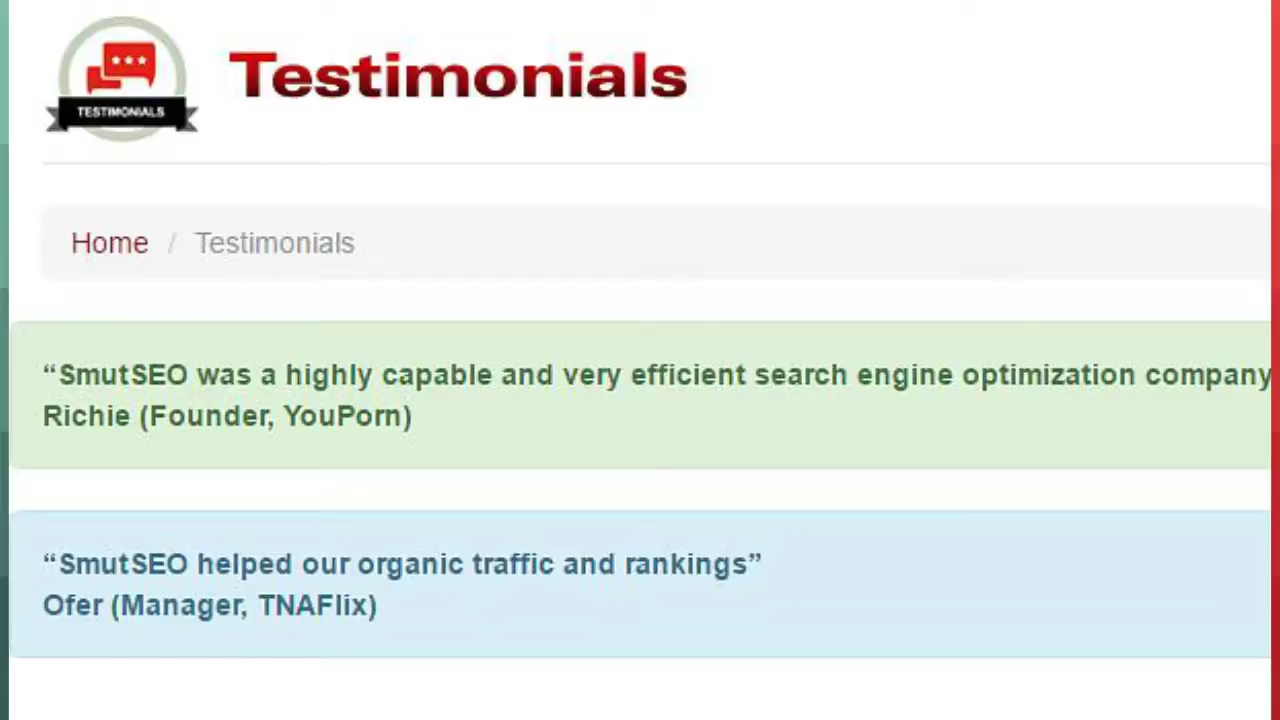 TESTIMONIALS
Testimonials
Home / Testimonials
“SmutSEO was a highly capable and very efficient search engine optimization company
Richie (Founder, YouPorn)
“SmutSEO helped our organic traffic and rankings”
Ofer (Manager, TNAFlix)